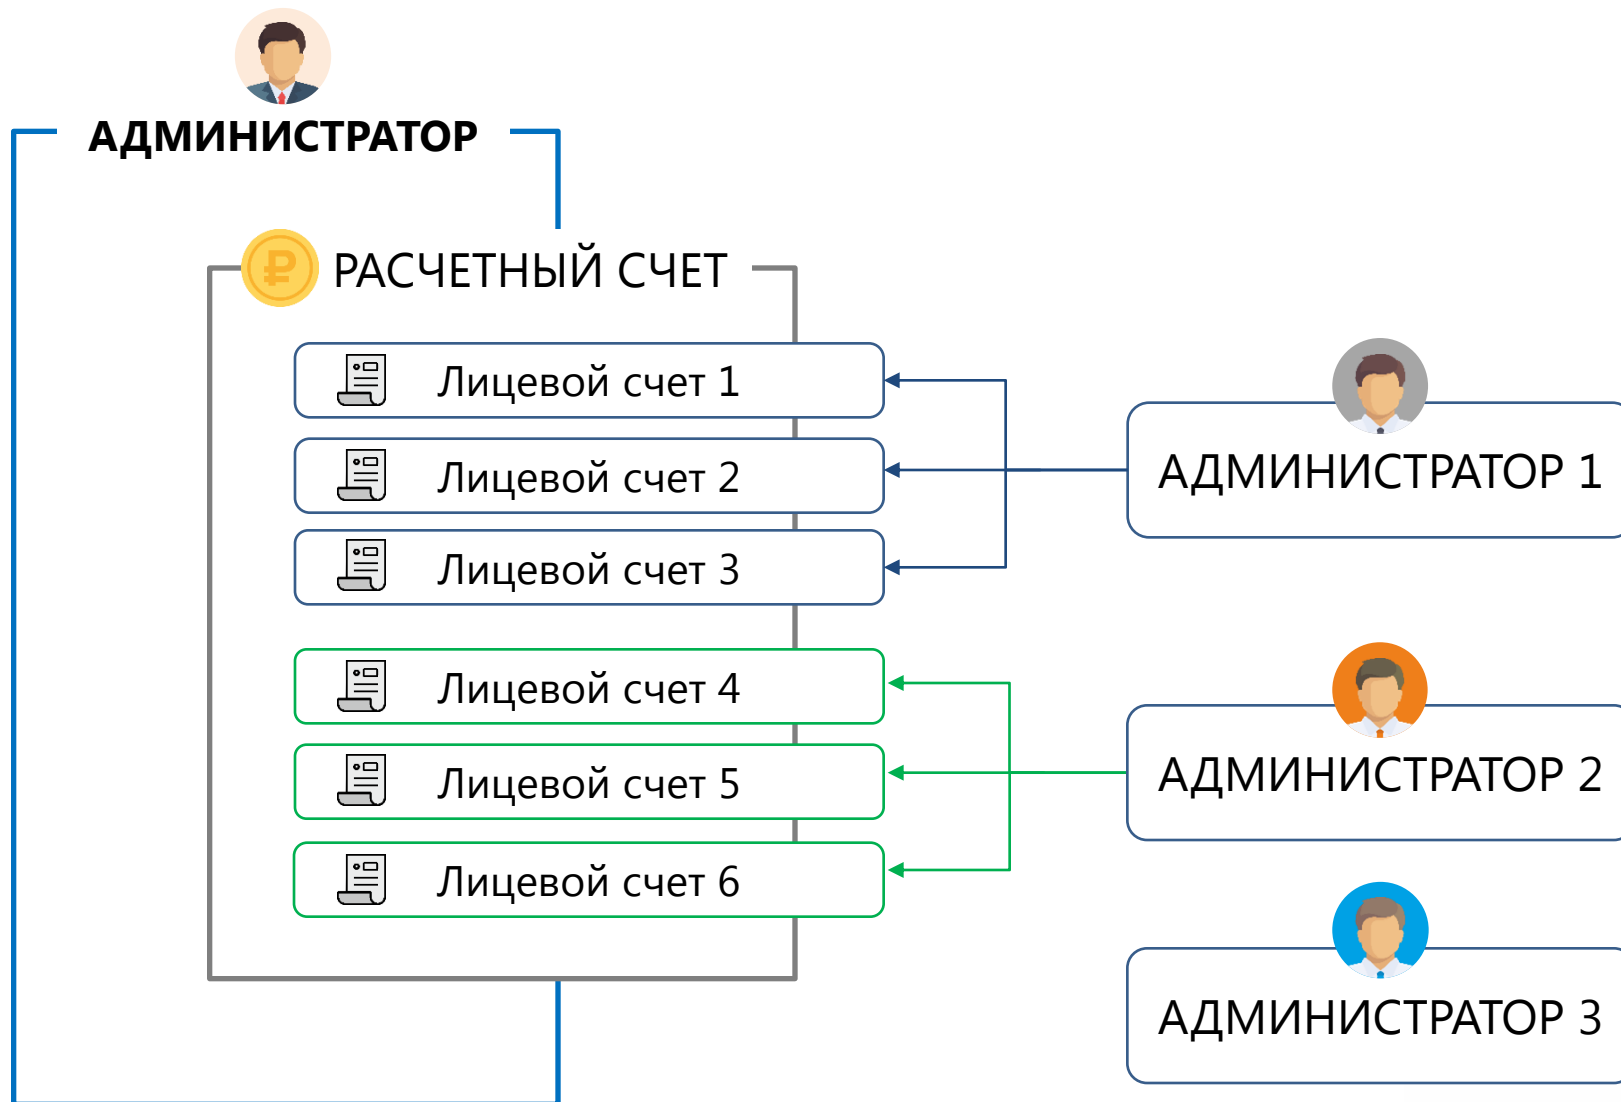 АДМИНИСТРАТОР
₽ РАСЧЕТНЫЙ СЧЕТ
Лицевой счет 1
Лицевой счет 2
Лицевой счет 3
Лицевой счет 4
Лицевой счет 5
Лицевой счет 6
АДМИНИСТРАТОР 1
АДМИНИСТРАТОР 2
АДМИНИСТРАТОР 3